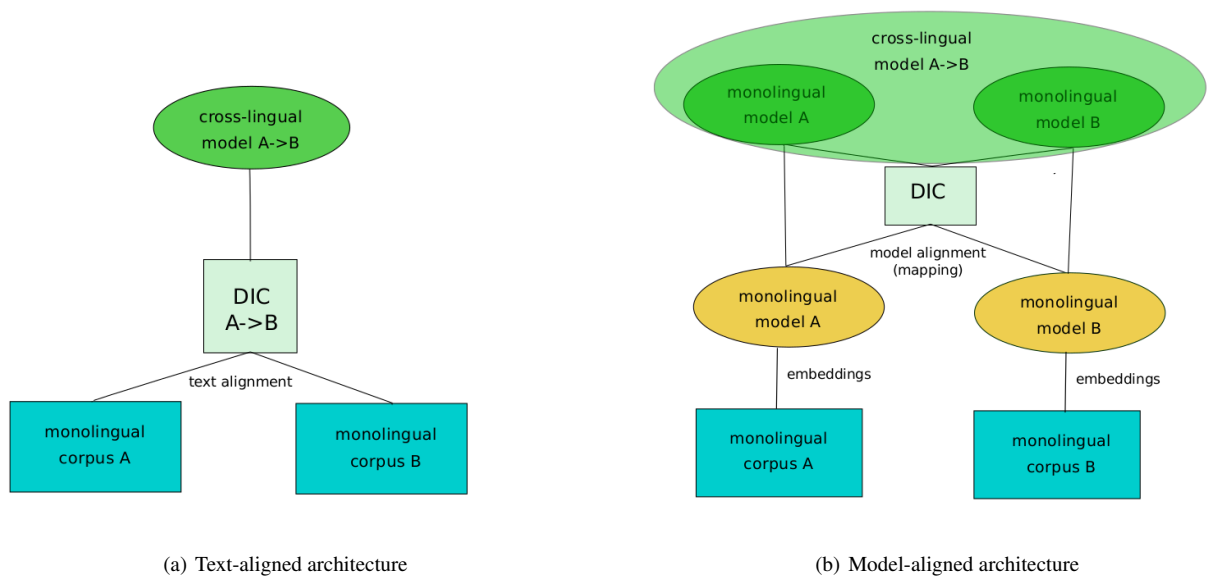 cross-lingual
model A->B
DIC
A->B
text alignment
monolingual
corpus A
monolingual
corpus B
(a) Text-aligned architecture
cross-lingual
model A->B
monolingual
model A
monolingual
model B
DIC
model alignment
(mapping)
monolingual
model A
monolingual
model B
embeddings
embeddings
monolingual
corpus A
monolingual
corpus B
(b) Model-aligned architecture